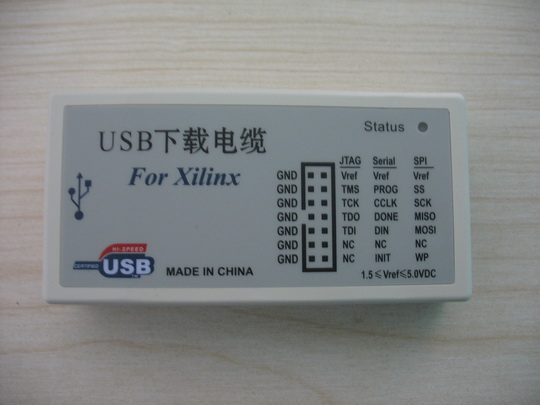 Status
USB下载电缆
For Xilinx
JTAG Serial SPI
GND Vref Vref Vref
GND TMS PROG SS
GND TCK CCLK SCK
GND TDO DONE MISO
GND TDI DIN MOSI
GND NC NC NC
GND NC INIT WP
1.5≤Vref≤5.0VDC
HI-SPEED
CERTIFIED USB
MADE IN CHINA